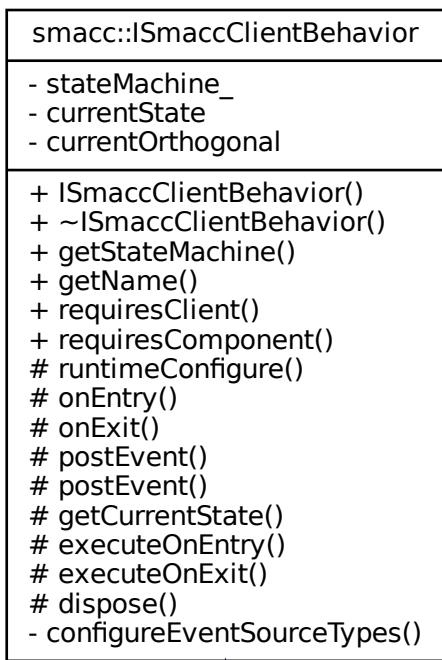 smacc::ISmaccClientBehavior
- stateMachine_
- currentState
- currentOrthogonal
+ ISmaccClientBehavior()
+ ~ISmaccClientBehavior()
+ getStateMachine()
+ getName()
+ requiresClient()
+ requiresComponent()
# runtimeConfigure()
# onEntry()
# onExit()
# postEvent()
# postEvent()
# getCurrentState()
# executeOnEntry()
# executeOnExit()
# dispose()
- configureEventSourceTypes()